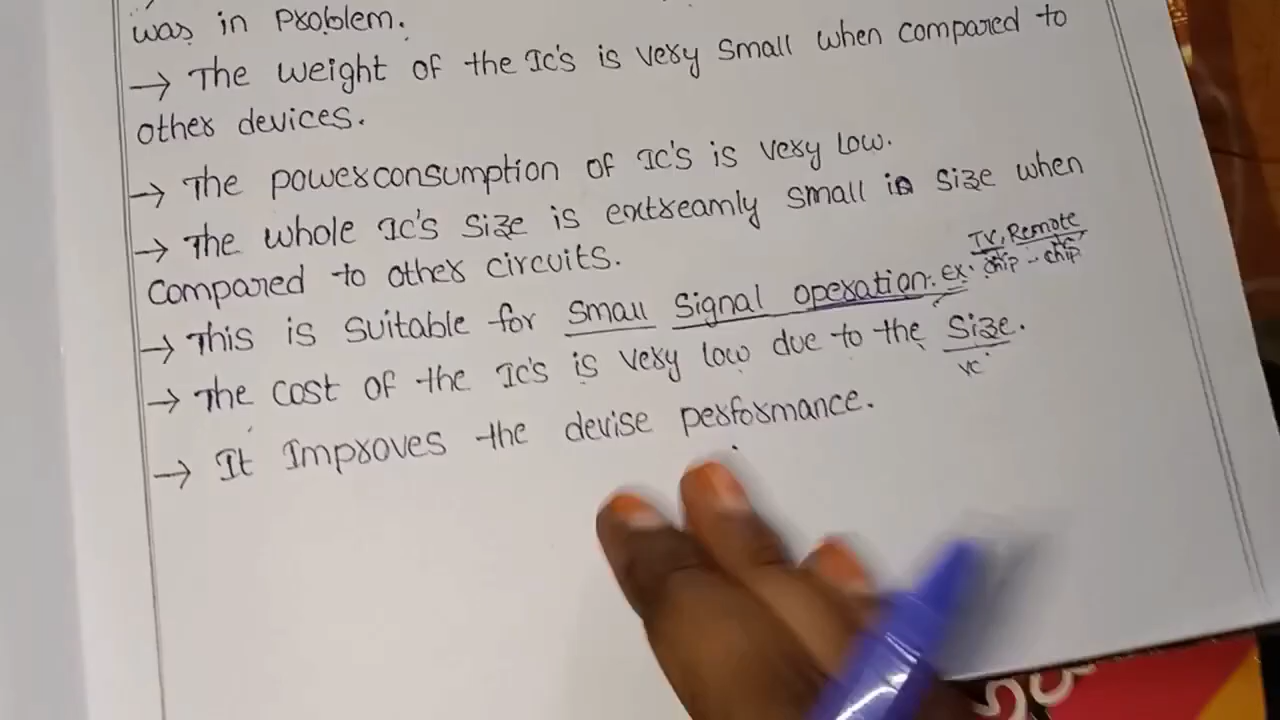 was in Problem.
→ The weight of the Ic's is very small when compared to
other devices.
→ The powerconsumption of Ic's is very low.
→ The whole Ic's size is extreamly small in size when
Compared to other circuits.
TV, Remote
chip - chip
→ This is suitable for small signal operation. ex:
→ The cost of the Ic's is very low due to the size.
→ It Improves the devise performance.